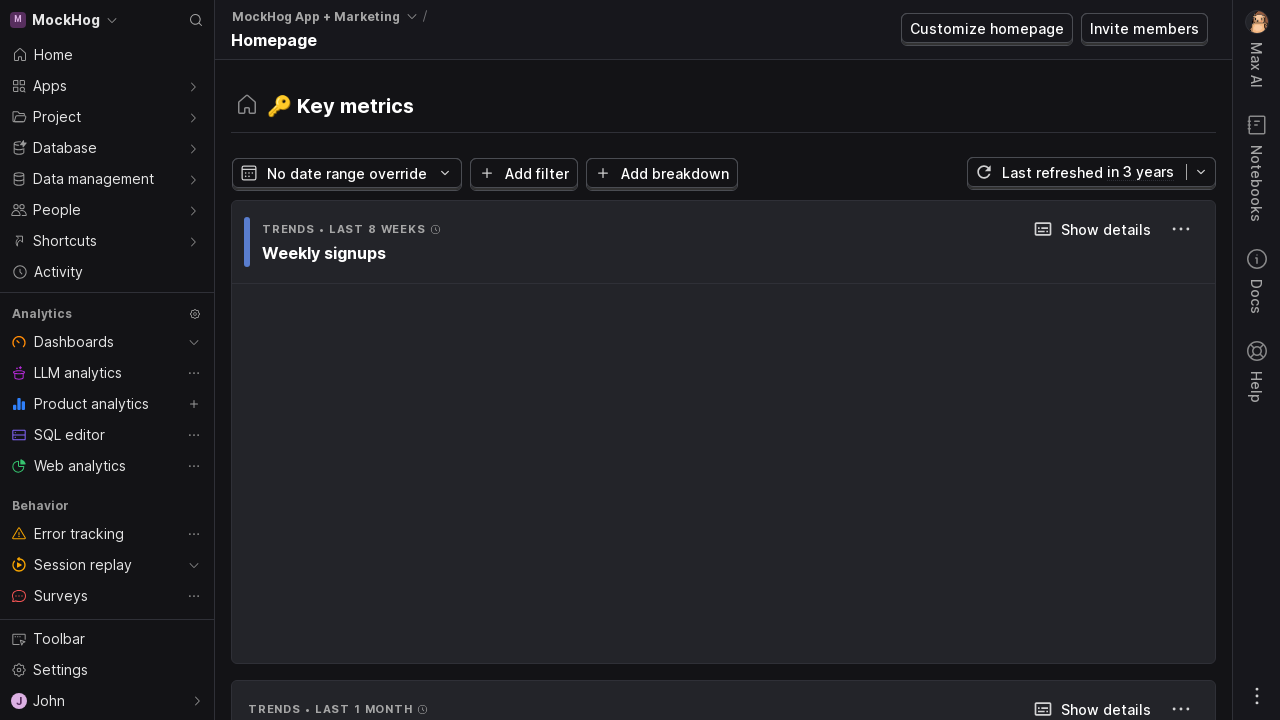 M MockHog
Home
Apps
Project
Database
Data management
People
Shortcuts
Activity
Analytics
Dashboards
LLM analytics
Product analytics
SQL editor
Web analytics
Behavior
Error tracking
Session replay
Surveys
Toolbar
Settings
J John
MockHog App + Marketing /
Homepage
Customize homepage
Invite members
🔑 Key metrics
No date range override
Add filter
Add breakdown
Last refreshed in 3 years
TRENDS • LAST 8 WEEKS
Show details
Weekly signups
TRENDS • LAST 1 MONTH
Show details
Max AI
Notebooks
Docs
Help